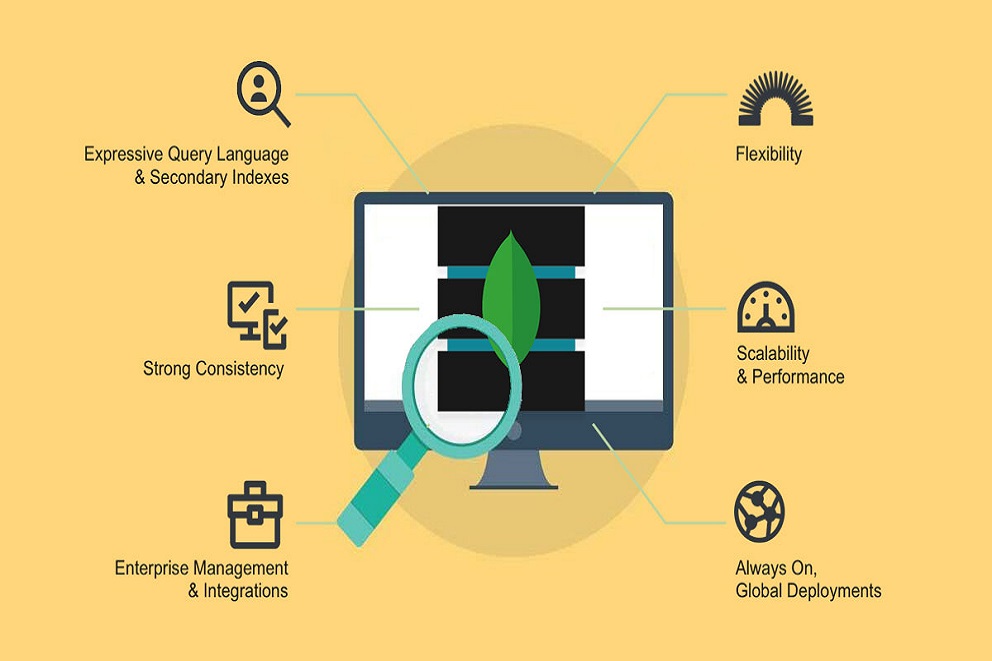 Expressive Query Language
& Secondary Indexes
Flexibility
Strong Consistency
Scalability
& Performance
Enterprise Management
& Integrations
Always On,
Global Deployments